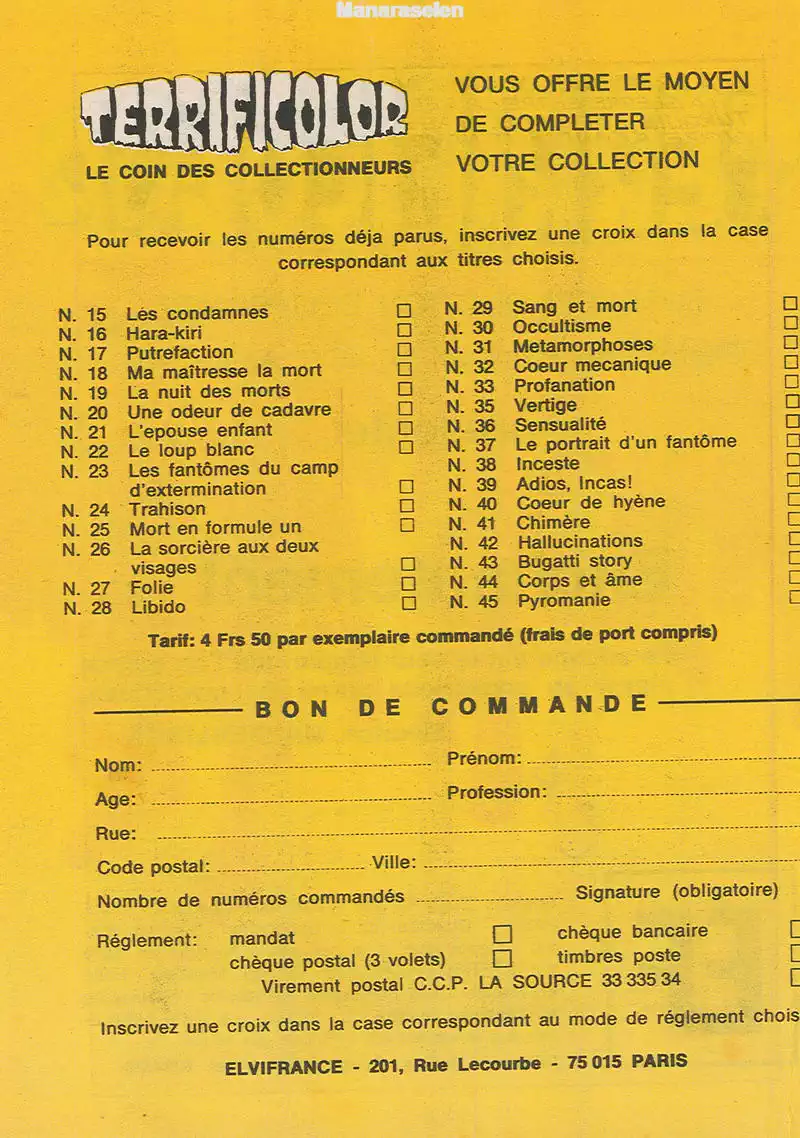 Manaraselen
TERRIFICOLOR
LE COIN DES COLLECTIONNEURS
VOUS OFFRE LE MOYEN
DE COMPLETER
VOTRE COLLECTION
Pour recevoir les numéros déja parus, inscrivez une croix dans la case
correspondant aux titres choisis.
N. 15 Lés condamnes
N. 16 Hara-kiri
N. 17 Putrefaction
N. 18 Ma maîtresse la mort
N. 19 La nuit des morts
N. 20 Une odeur de cadavre
N. 21 L'epouse enfant
N. 22 Le loup blanc
N. 23 Les fantômes du camp
d'extermination
N. 24 Trahison
N. 25 Mort en formule un
N. 26 La sorcière aux deux
visages
N. 27 Folie
N. 28 Libido
N. 29 Sang et mort
N. 30 Occultisme
N. 31 Metamorphoses
N. 32 Coeur mecanique
N. 33 Profanation
N. 35 Vertige
N. 36 Sensualité
N. 37 Le portrait d'un fantôme
N. 38 Inceste
N. 39 Adios, Incas!
N. 40 Coeur de hyène
N. 41 Chimère
N. 42 Hallucinations
N. 43 Bugatti story
N. 44 Corps et âme
N. 45 Pyromanie
Tarif: 4 Frs 50 par exemplaire commandé (frais de port compris)
BON DE COMMANDE
Nom: Prénom:
Age: Profession:
Rue:
Code postal: Ville:
Nombre de numéros commandés Signature (obligatoire)
Réglement: mandat chèque bancaire
chèque postal (3 volets) timbres poste
Virement postal C.C.P. LA SOURCE 33 335 34
Inscrivez une croix dans la case correspondant au mode de réglement chois
ELVIFRANCE - 201, Rue Lecourbe - 75 015 PARIS